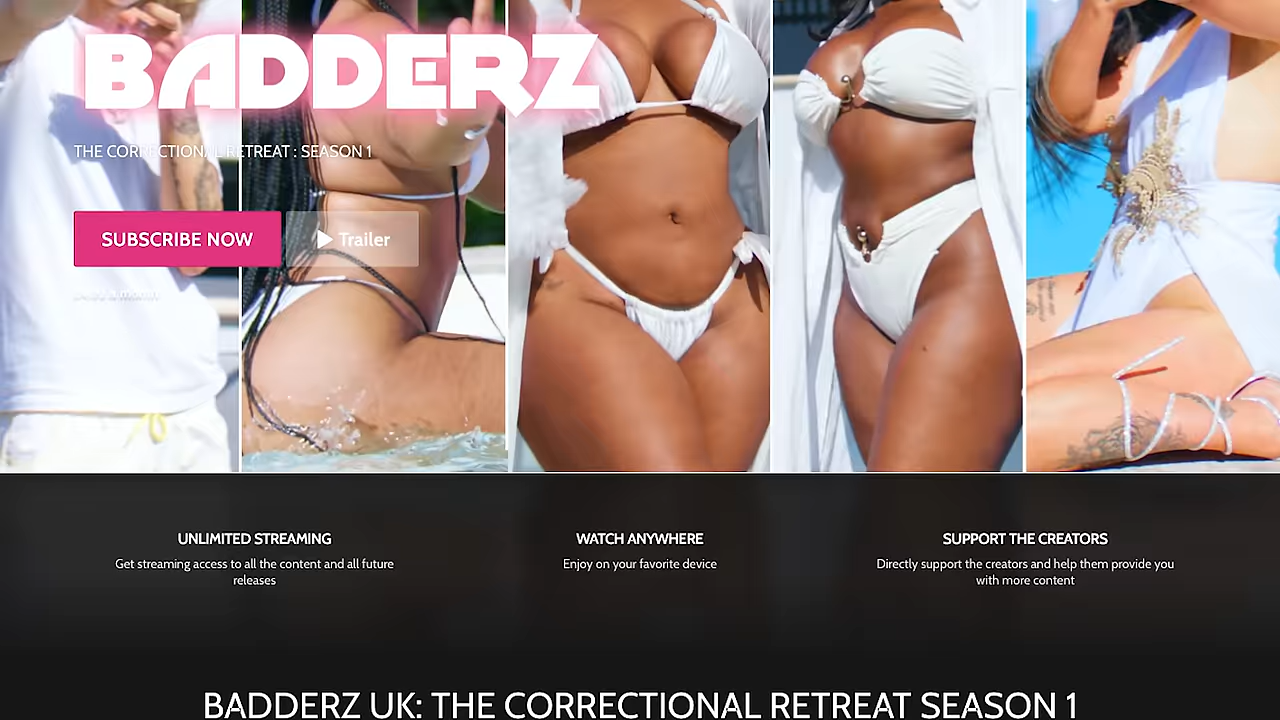 BADDERZ
THE CORRECTIONAL RETREAT : SEASON 1
SUBSCRIBE NOW
Trailer
UNLIMITED STREAMING
Get streaming access to all the content and all future
releases
WATCH ANYWHERE
Enjoy on your favorite device
SUPPORT THE CREATORS
Directly support the creators and help them provide you
with more content
BADDERZ UK: THE CORRECTIONAL RETREAT SEASON 1